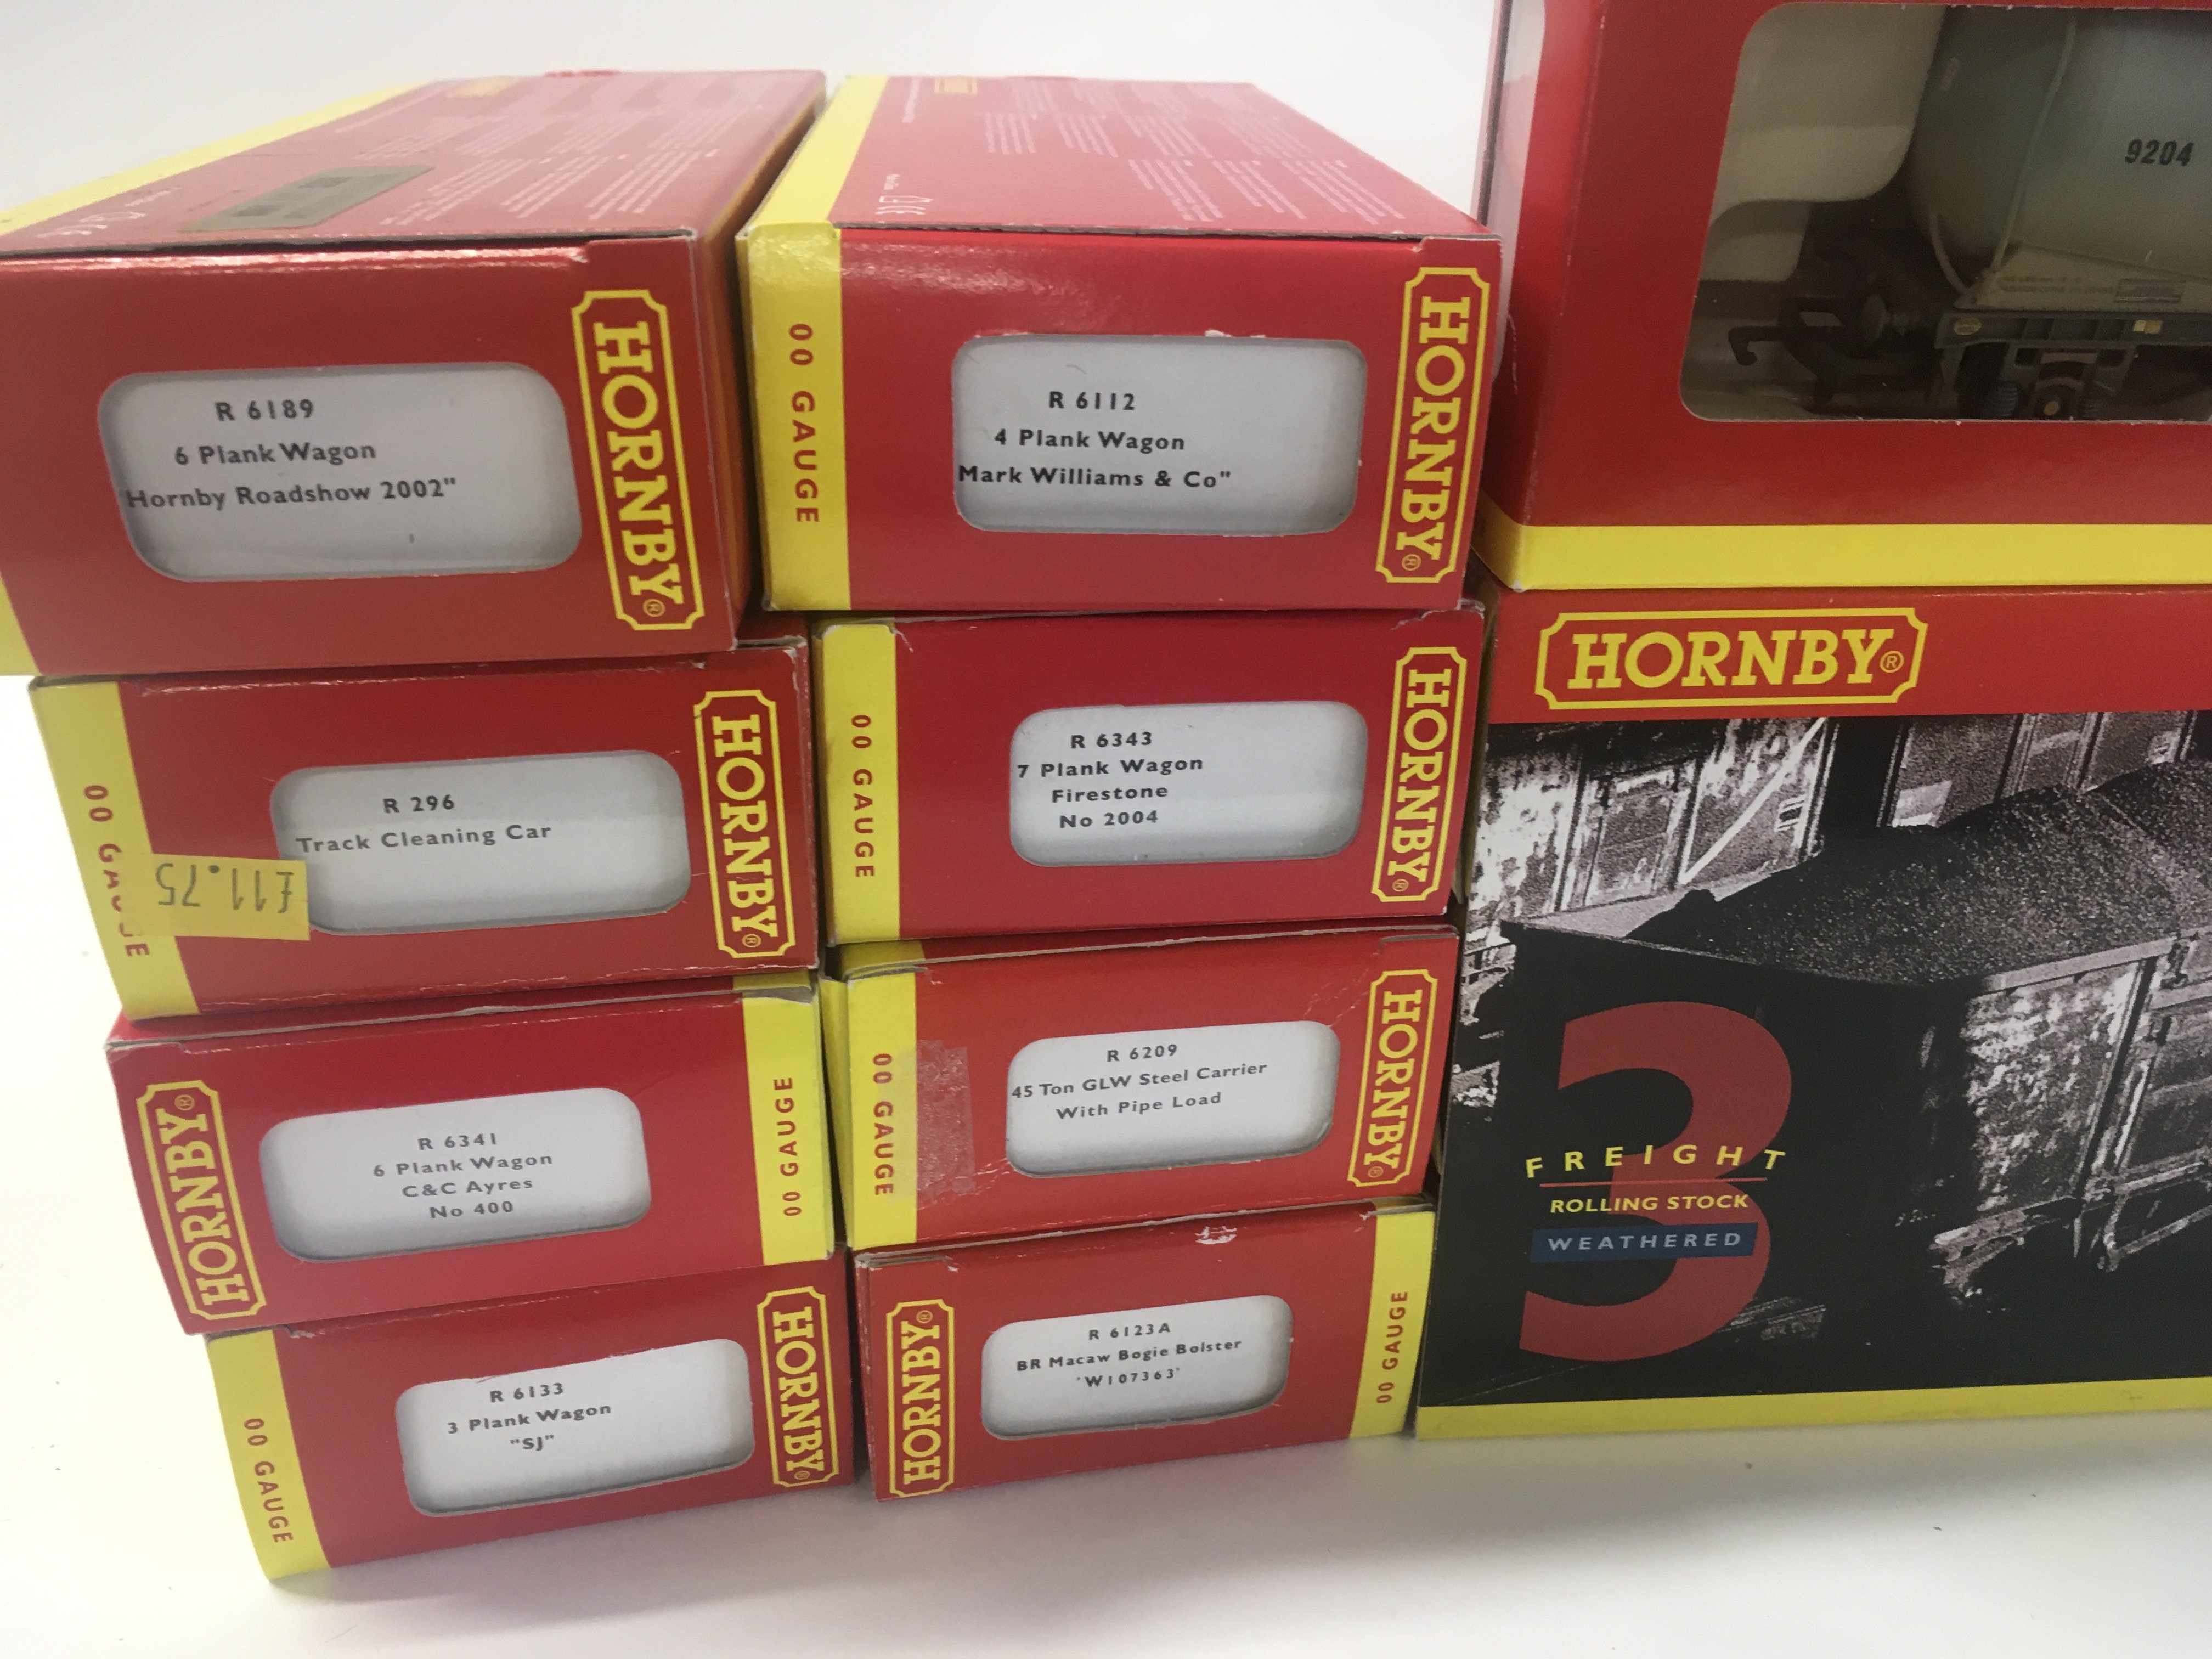 R 6189
6 Plank Wagon
Hornby Roadshow 2002"
HORNBY®
00 GAUGE
R 6112
4 Plank Wagon
Mark Williams & Co"
HORNBY®
9204
00 GAUGE
£11.75
R 296
Track Cleaning Car
HORNBY®
00 GAUGE
R 6343
7 Plank Wagon
Firestone
No 2004
HORNBY®
HORNBY®
HORNBY®
R 6341
6 Plank Wagon
C&C Ayres
No 400
00 GAUGE
00 GAUGE
R 6209
45 Ton GLW Steel Carrier
With Pipe Load
HORNBY®
3
FREIGHT
ROLLING STOCK
WEATHERED
00 GAUGE
R 6133
3 Plank Wagon
"SJ"
HORNBY®
HORNBY®
R 6123A
BR Macaw Bogie Bolster
'W107363'
00 GAUGE